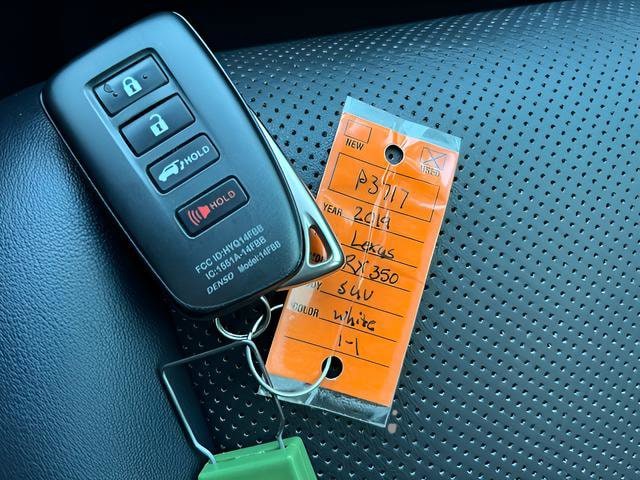 HOLD
HOLD
FCC ID:HYQ14FBB
IC:1551A-14FBB
DENSO Model:14FBB
NEW
USED
P3717
YEAR 2019
Lexus
RX350
SUV
COLOR white
1-1